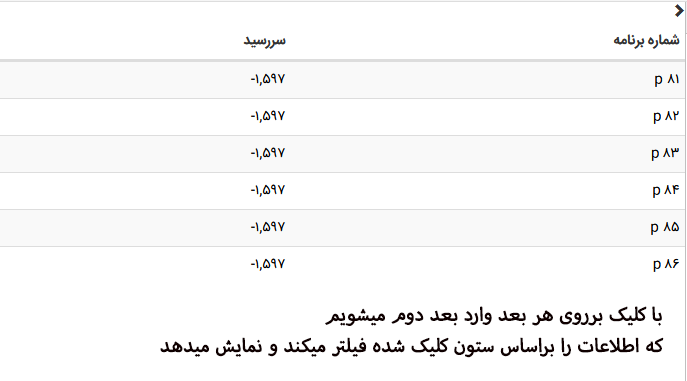 شماره برنامه سررسید
p ۸۱ -۱,۵۹۷
p ۸۲ -۱,۵۹۷
p ۸۳ -۱,۵۹۷
p ۸۴ -۱,۵۹۷
p ۸۵ -۱,۵۹۷
p ۸۶ -۱,۵۹۷
با کلیک برروی هر بعد وارد بعد دوم میشویم
که اطلاعات را براساس ستون کلیک شده فیلتر میکند و نمایش میدهد